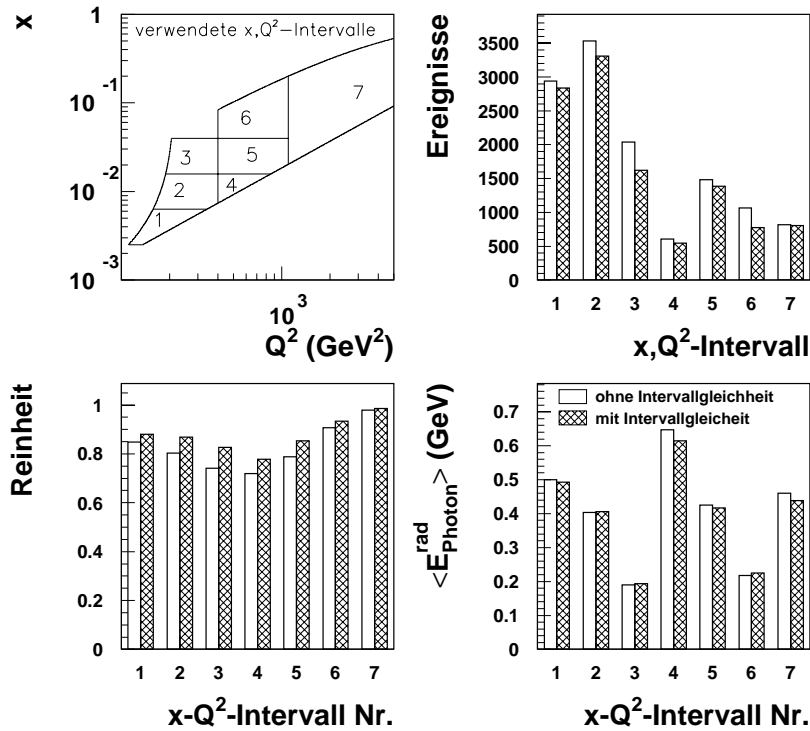 x
1
10⁻¹
10⁻²
10⁻³
verwendete x,Q²−Intervalle
1
2
3
4
5
6
7
10³
Q² (GeV²)
Ereignisse
3500
3000
2500
2000
1500
1000
500
0
1 2 3 4 5 6 7
x,Q²-Intervall
Reinheit
1
0.8
0.6
0.4
0.2
0
1 2 3 4 5 6 7
x-Q²-Intervall Nr.
<E^rad_Photon> (GeV)
0.7
0.6
0.5
0.4
0.3
0.2
0.1
0
ohne Intervallgleichheit
mit Intervallgleicheit
1 2 3 4 5 6 7
x-Q²-Intervall Nr.